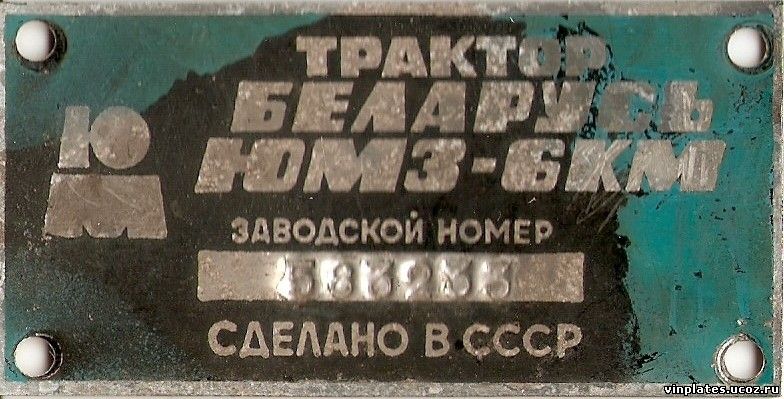 ТРАКТОР
БЕЛАРУСЬ
ЮМЗ-6КМ
Ю
М
ЗАВОДСКОЙ НОМЕР
СДЕЛАНО В СССР
vinplates.ucoz.ru